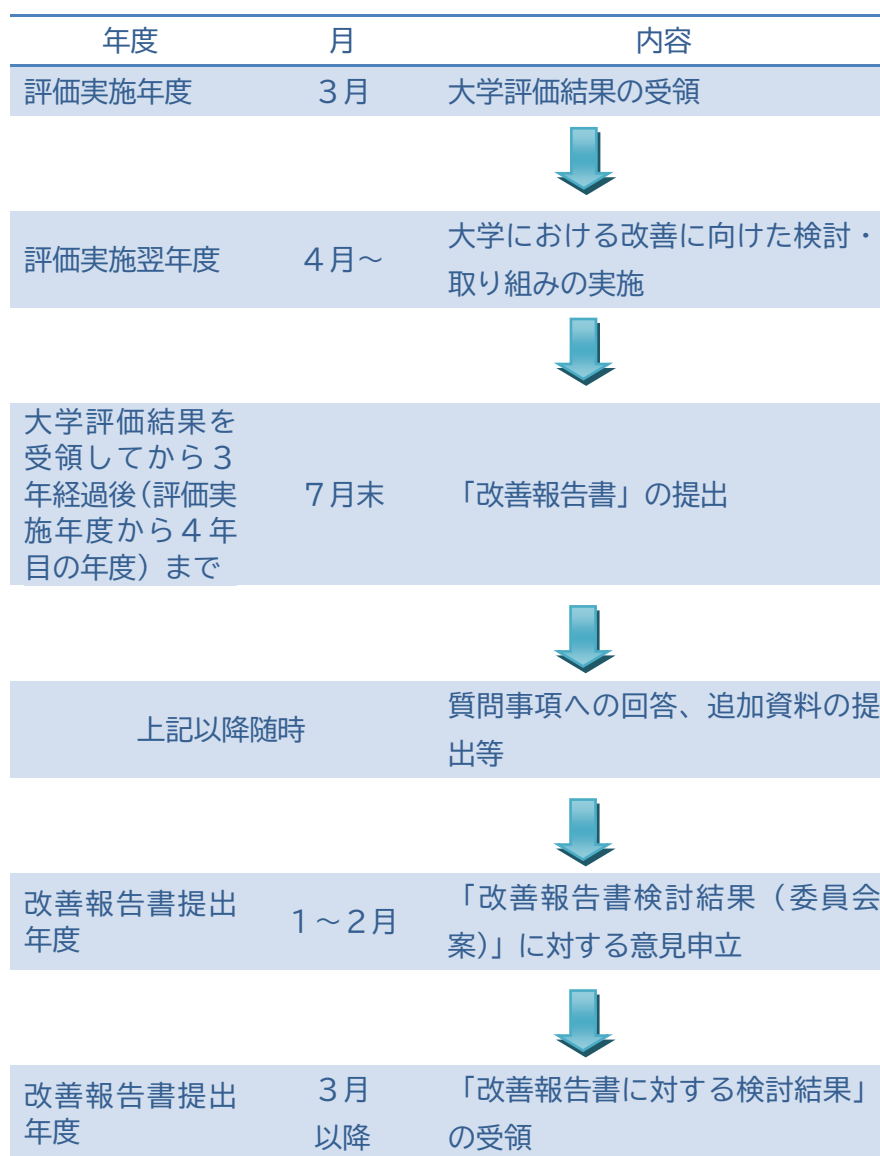 年度 月 内容
評価実施年度 3月 大学評価結果の受領
評価実施翌年度 4月~ 大学における改善に向けた検討・
取り組みの実施
大学評価結果を
受領してから3
年経過後(評価実
施年度から4年
目の年度)まで
7月末
「改善報告書」の提出
上記以降随時
質問事項への回答、追加資料の提
出等
改善報告書提出
年度
1~2月
「改善報告書検討結果(委員会
案)」に対する意見申立
改善報告書提出
年度
3月
以降
「改善報告書に対する検討結果」
の受領